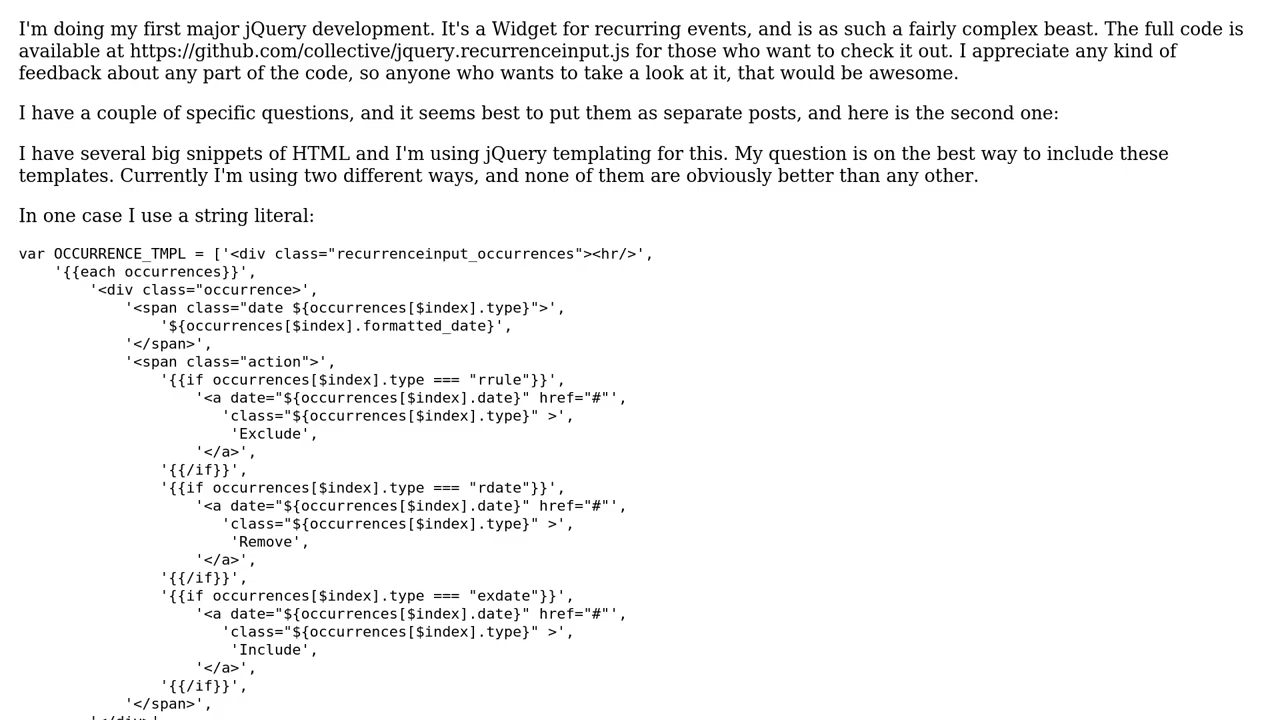 I'm doing my first major jQuery development. It's a Widget for recurring events, and is as such a fairly complex beast. The full code is
available at https://github.com/collective/jquery.recurrenceinput.js for those who want to check it out. I appreciate any kind of
feedback about any part of the code, so anyone who wants to take a look at it, that would be awesome.
I have a couple of specific questions, and it seems best to put them as separate posts, and here is the second one:
I have several big snippets of HTML and I'm using jQuery templating for this. My question is on the best way to include these
templates. Currently I'm using two different ways, and none of them are obviously better than any other.
In one case I use a string literal:
var OCCURRENCE_TMPL = ['<div class="recurrenceinput_occurrences"><hr/>',
    '{{each occurrences}}',
        '<div class="occurrence>',
            '<span class="date ${occurrences[$index].type}">',
                '${occurrences[$index].formatted_date}',
            '</span>',
            '<span class="action">',
                '{{if occurrences[$index].type === "rrule"}}',
                    '<a date="${occurrences[$index].date}" href="#"',
                       'class="${occurrences[$index].type}" >',
                        'Exclude',
                    '</a>',
                '{{/if}}',
                '{{if occurrences[$index].type === "rdate"}}',
                    '<a date="${occurrences[$index].date}" href="#"',
                       'class="${occurrences[$index].type}" >',
                        'Remove',
                    '</a>',
                '{{/if}}',
                '{{if occurrences[$index].type === "exdate"}}',
                    '<a date="${occurrences[$index].date}" href="#"',
                       'class="${occurrences[$index].type}" >',
                        'Include',
                    '</a>',
                '{{/if}}',
            '</span>',